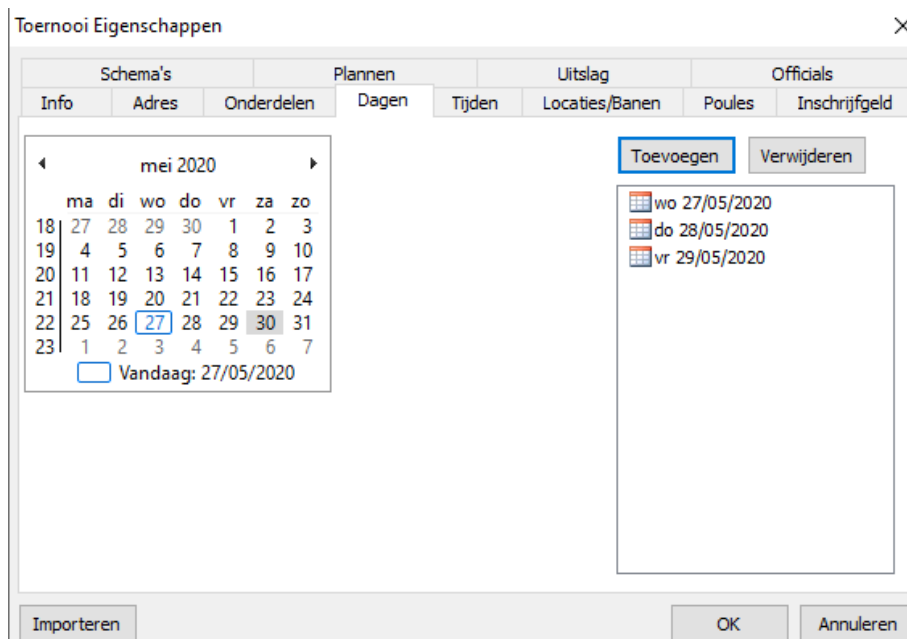 Toernooi Eigenschappen
Schema's Plannen Uitslag Officials
Info Adres Onderdelen Dagen Tijden Locaties/Banen Poules Inschrijfgeld
mei 2020
ma di wo do vr za zo
18 27 28 29 30 1 2 3
19 4 5 6 7 8 9 10
20 11 12 13 14 15 16 17
21 18 19 20 21 22 23 24
22 25 26 27 28 29 30 31
23 1 2 3 4 5 6 7
Vandaag: 27/05/2020
Toevoegen Verwijderen
wo 27/05/2020
do 28/05/2020
vr 29/05/2020
Importeren OK Annuleren